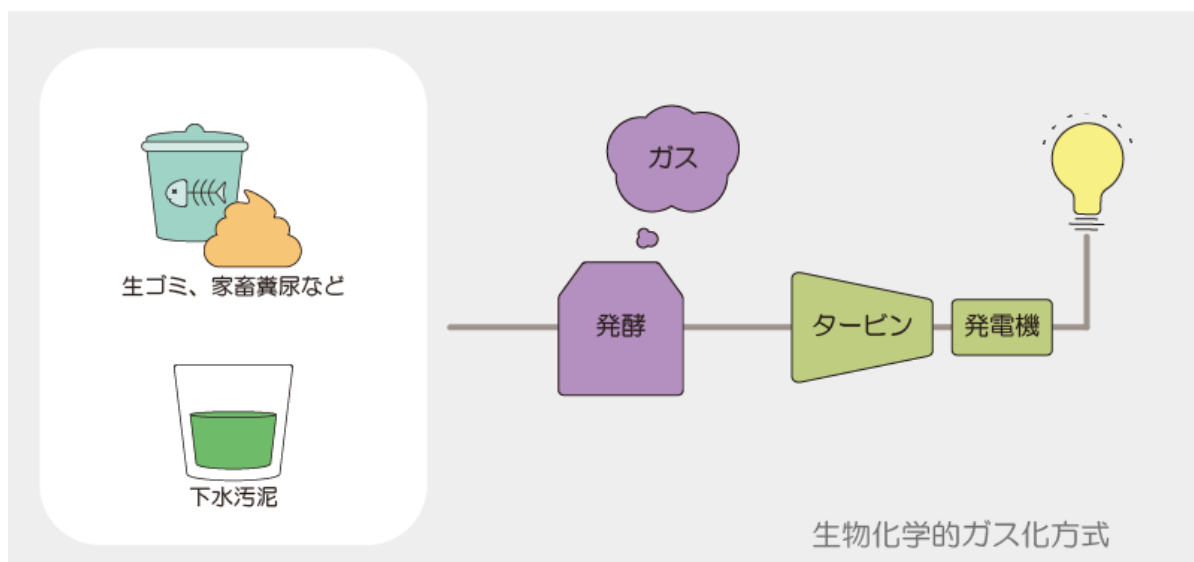 生ゴミ、家畜糞尿など
下水汚泥
ガス
発酵
タービン
発電機
生物化学的ガス化方式